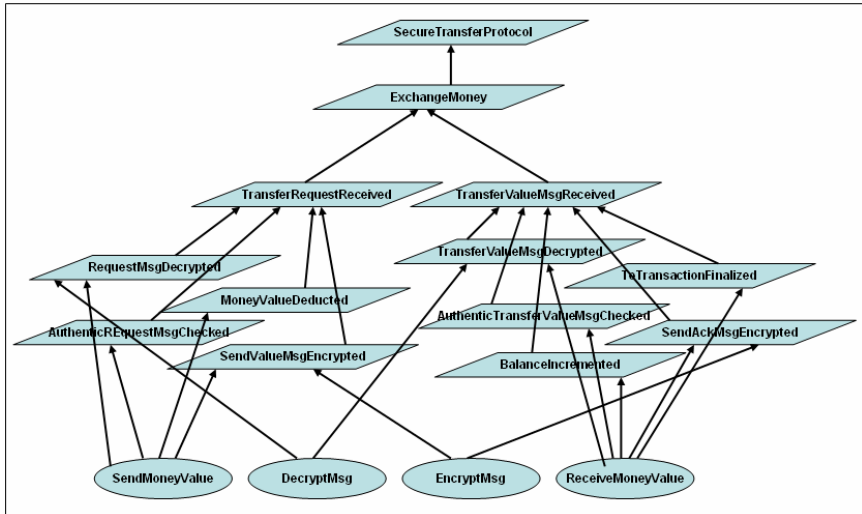 SecureTransferProtocol
ExchangeMoney
TransferRequestReceived
TransferValueMsgReceived
TransferValueMsgDecrypted
RequestMsgDecrypted
ToTransactionFinalized
MoneyValueDeducted
AuthenticTransferValueMsgChecked
AuthenticREquestMsgChecked
SendAckMsgEncrypted
SendValueMsgEncrypted
BalanceIncremented
SendMoneyValue
DecryptMsg
EncryptMsg
ReceiveMoneyValue